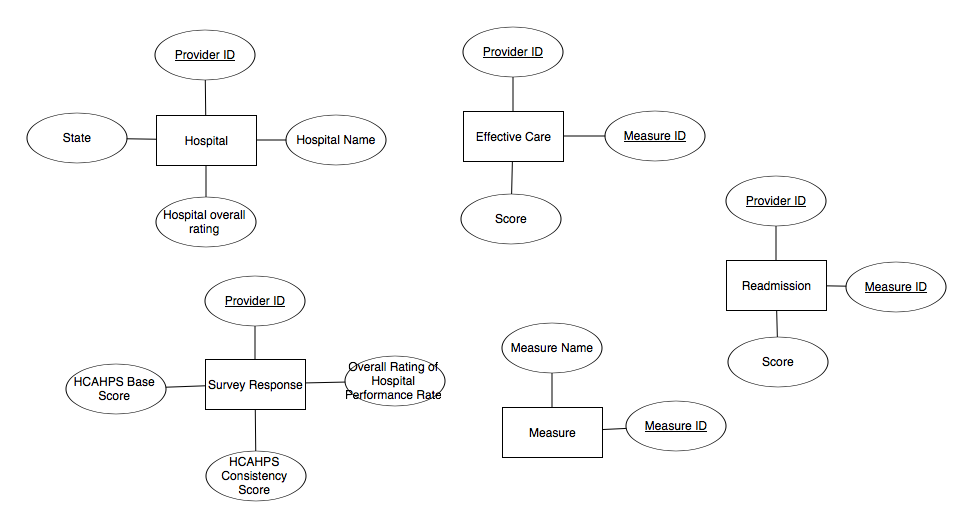 Provider ID
State
Hospital
Hospital Name
Hospital overall
rating
Provider ID
Effective Care
Measure ID
Score
Provider ID
Readmission
Measure ID
Score
Provider ID
HCAHPS Base
Score
Survey Response
Overall Rating of
Hospital
Performance Rate
HCAHPS
Consistency
Score
Measure Name
Measure
Measure ID